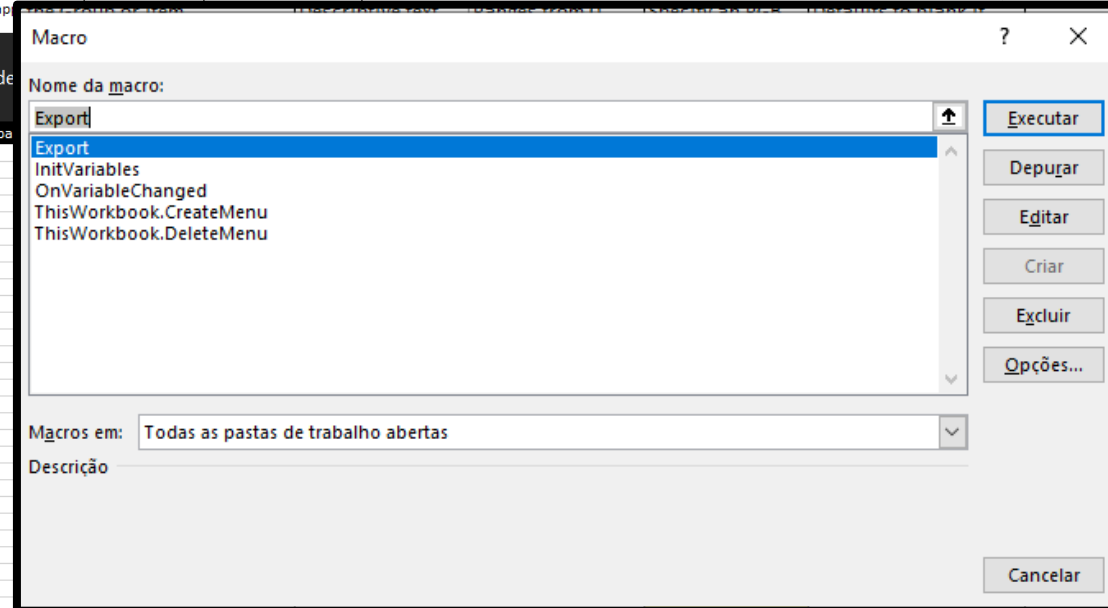 Macro
?
Nome da macro:
Export
Executar
Export
InitVariables
OnVariableChanged
ThisWorkbook.CreateMenu
ThisWorkbook.DeleteMenu
Depurar
Editar
Criar
Excluir
Opções...
Macros em: Todas as pastas de trabalho abertas
Descrição
Cancelar